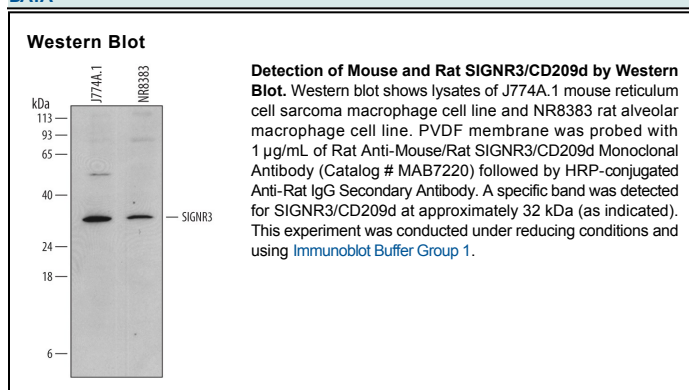 DATA
Western Blot
J774A.1
NR8383
kDa
113
93
65
40
24
18
6
SIGNR3
Detection of Mouse and Rat SIGNR3/CD209d by Western
Blot. Western blot shows lysates of J774A.1 mouse reticulum
cell sarcoma macrophage cell line and NR8383 rat alveolar
macrophage cell line. PVDF membrane was probed with
1 µg/mL of Rat Anti-Mouse/Rat SIGNR3/CD209d Monoclonal
Antibody (Catalog # MAB7220) followed by HRP-conjugated
Anti-Rat IgG Secondary Antibody. A specific band was detected
for SIGNR3/CD209d at approximately 32 kDa (as indicated).
This experiment was conducted under reducing conditions and
using Immunoblot Buffer Group 1.